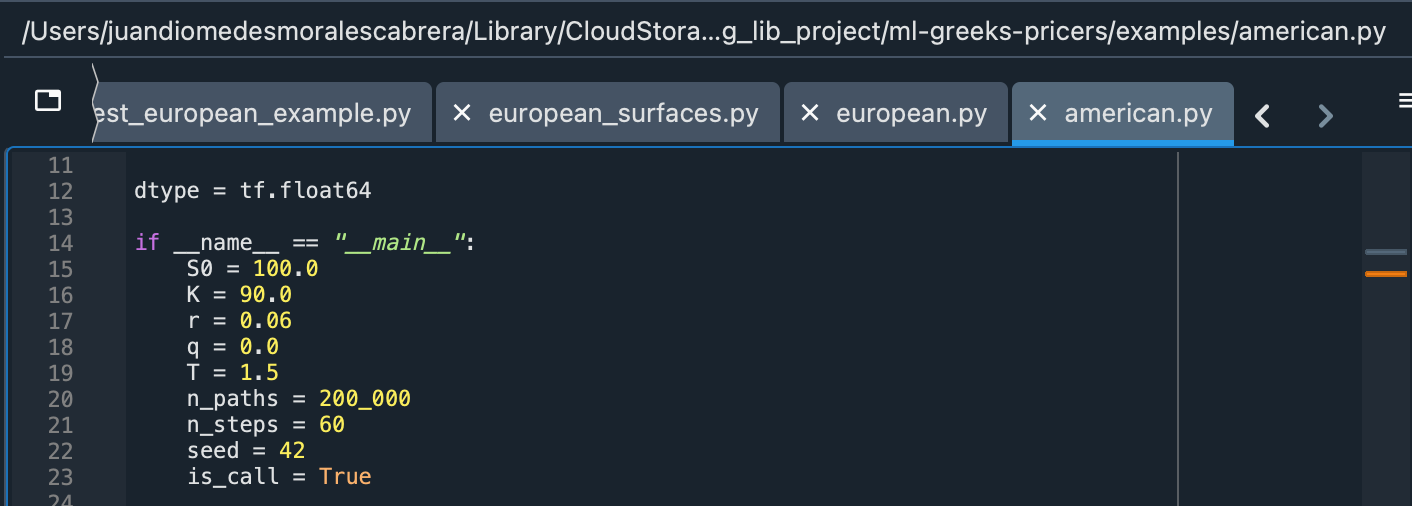 /Users/juandiomedesmoralescabrera/Library/CloudStora...g_lib_project/ml-greeks-pricers/examples/american.py
est_european_example.py × european_surfaces.py × european.py × american.py
11
12 dtype = tf.float64
13
14 if __name__ == "__main__":
15 S0 = 100.0
16 K = 90.0
17 r = 0.06
18 q = 0.0
19 T = 1.5
20 n_paths = 200_000
21 n_steps = 60
22 seed = 42
23 is_call = True
24